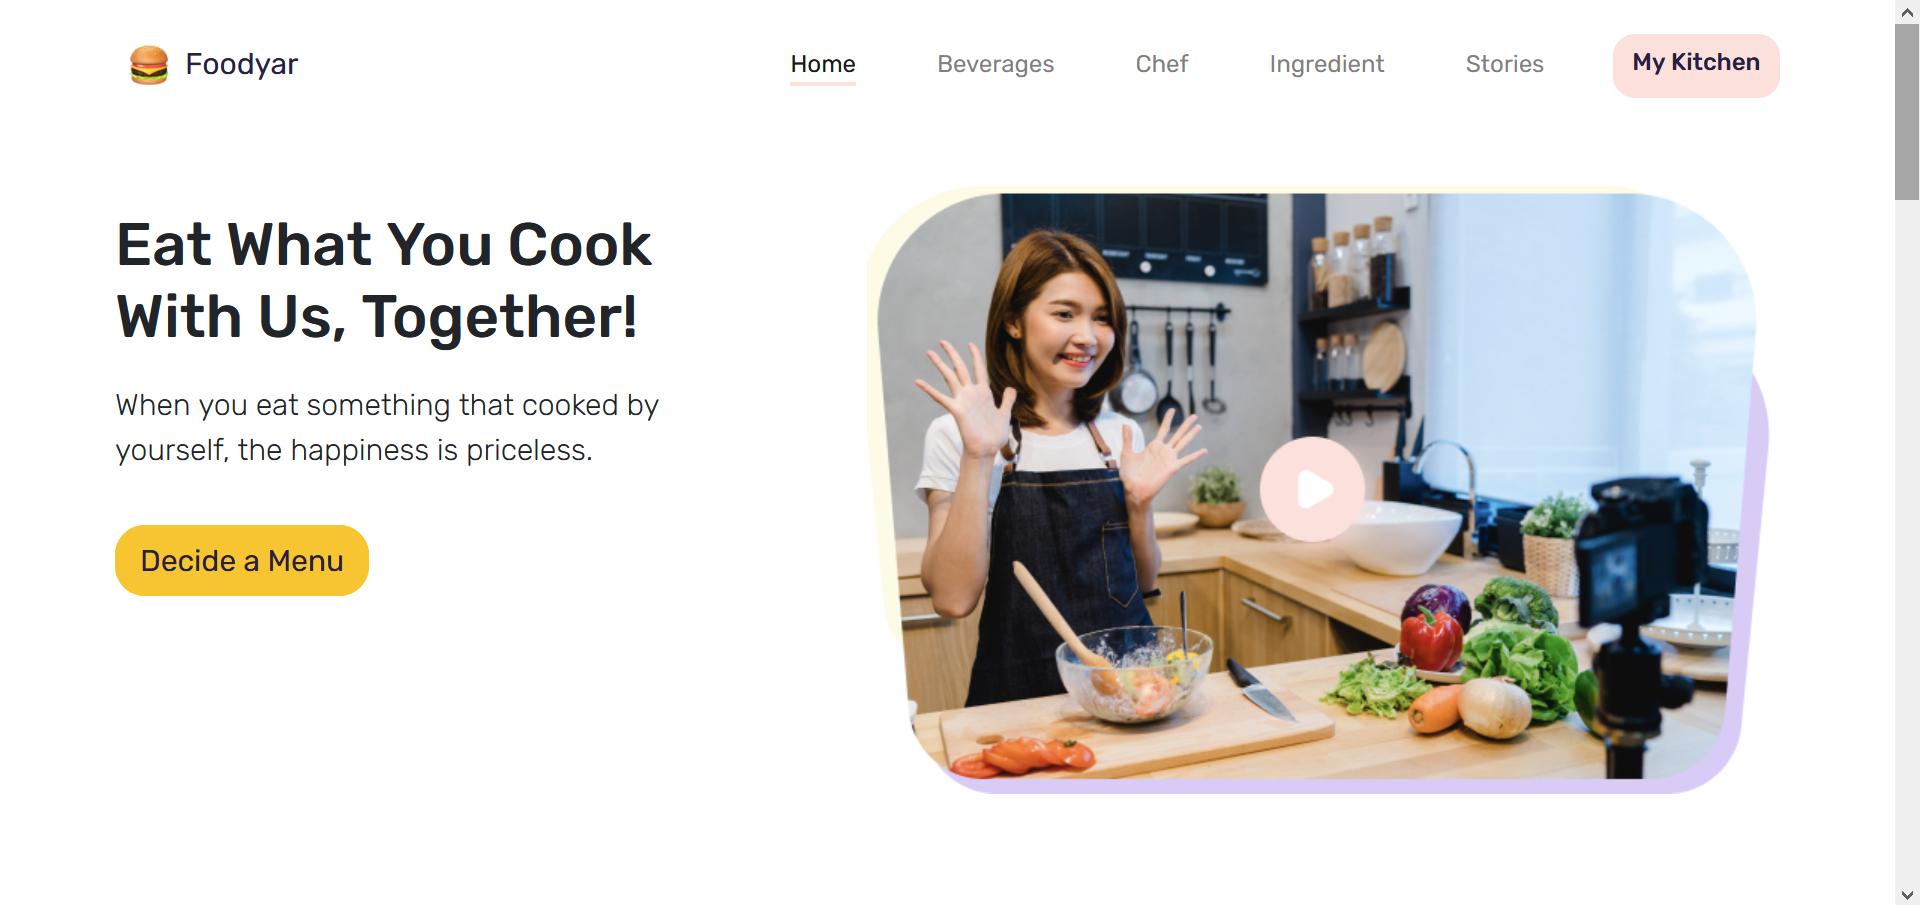 Foodyar
Home
Beverages
Chef
Ingredient
Stories
My Kitchen
Eat What You Cook
With Us, Together!
When you eat something that cooked by
yourself, the happiness is priceless.
Decide a Menu